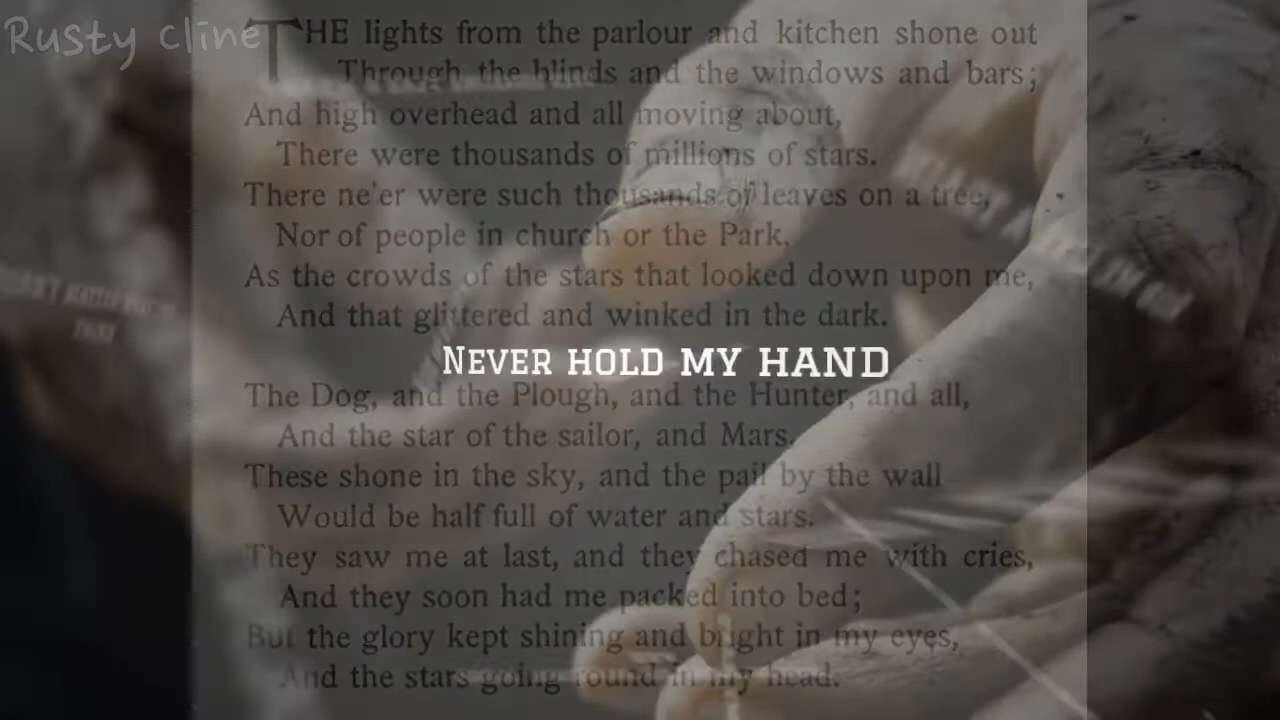 Rusty cline
THE lights from the parlour and kitchen shone out
Through the blinds and the windows and bars;
And high overhead and all moving about,
There were thousands of millions of stars.
There ne'er were such thousands of leaves on a tree,
Nor of people in church or the Park,
As the crowds of the stars that looked down upon me,
And that glittered and winked in the dark.
NEVER HOLD MY HAND
The Dog, and the Plough, and the Hunter, and all,
And the star of the sailor, and Mars.
These shone in the sky, and the pail by the wall
Would be half full of water and stars.
They saw me at last, and they chased me with cries,
And they soon had me packed into bed;
But the glory kept shining and bright in my eyes,
And the stars going round in my head.